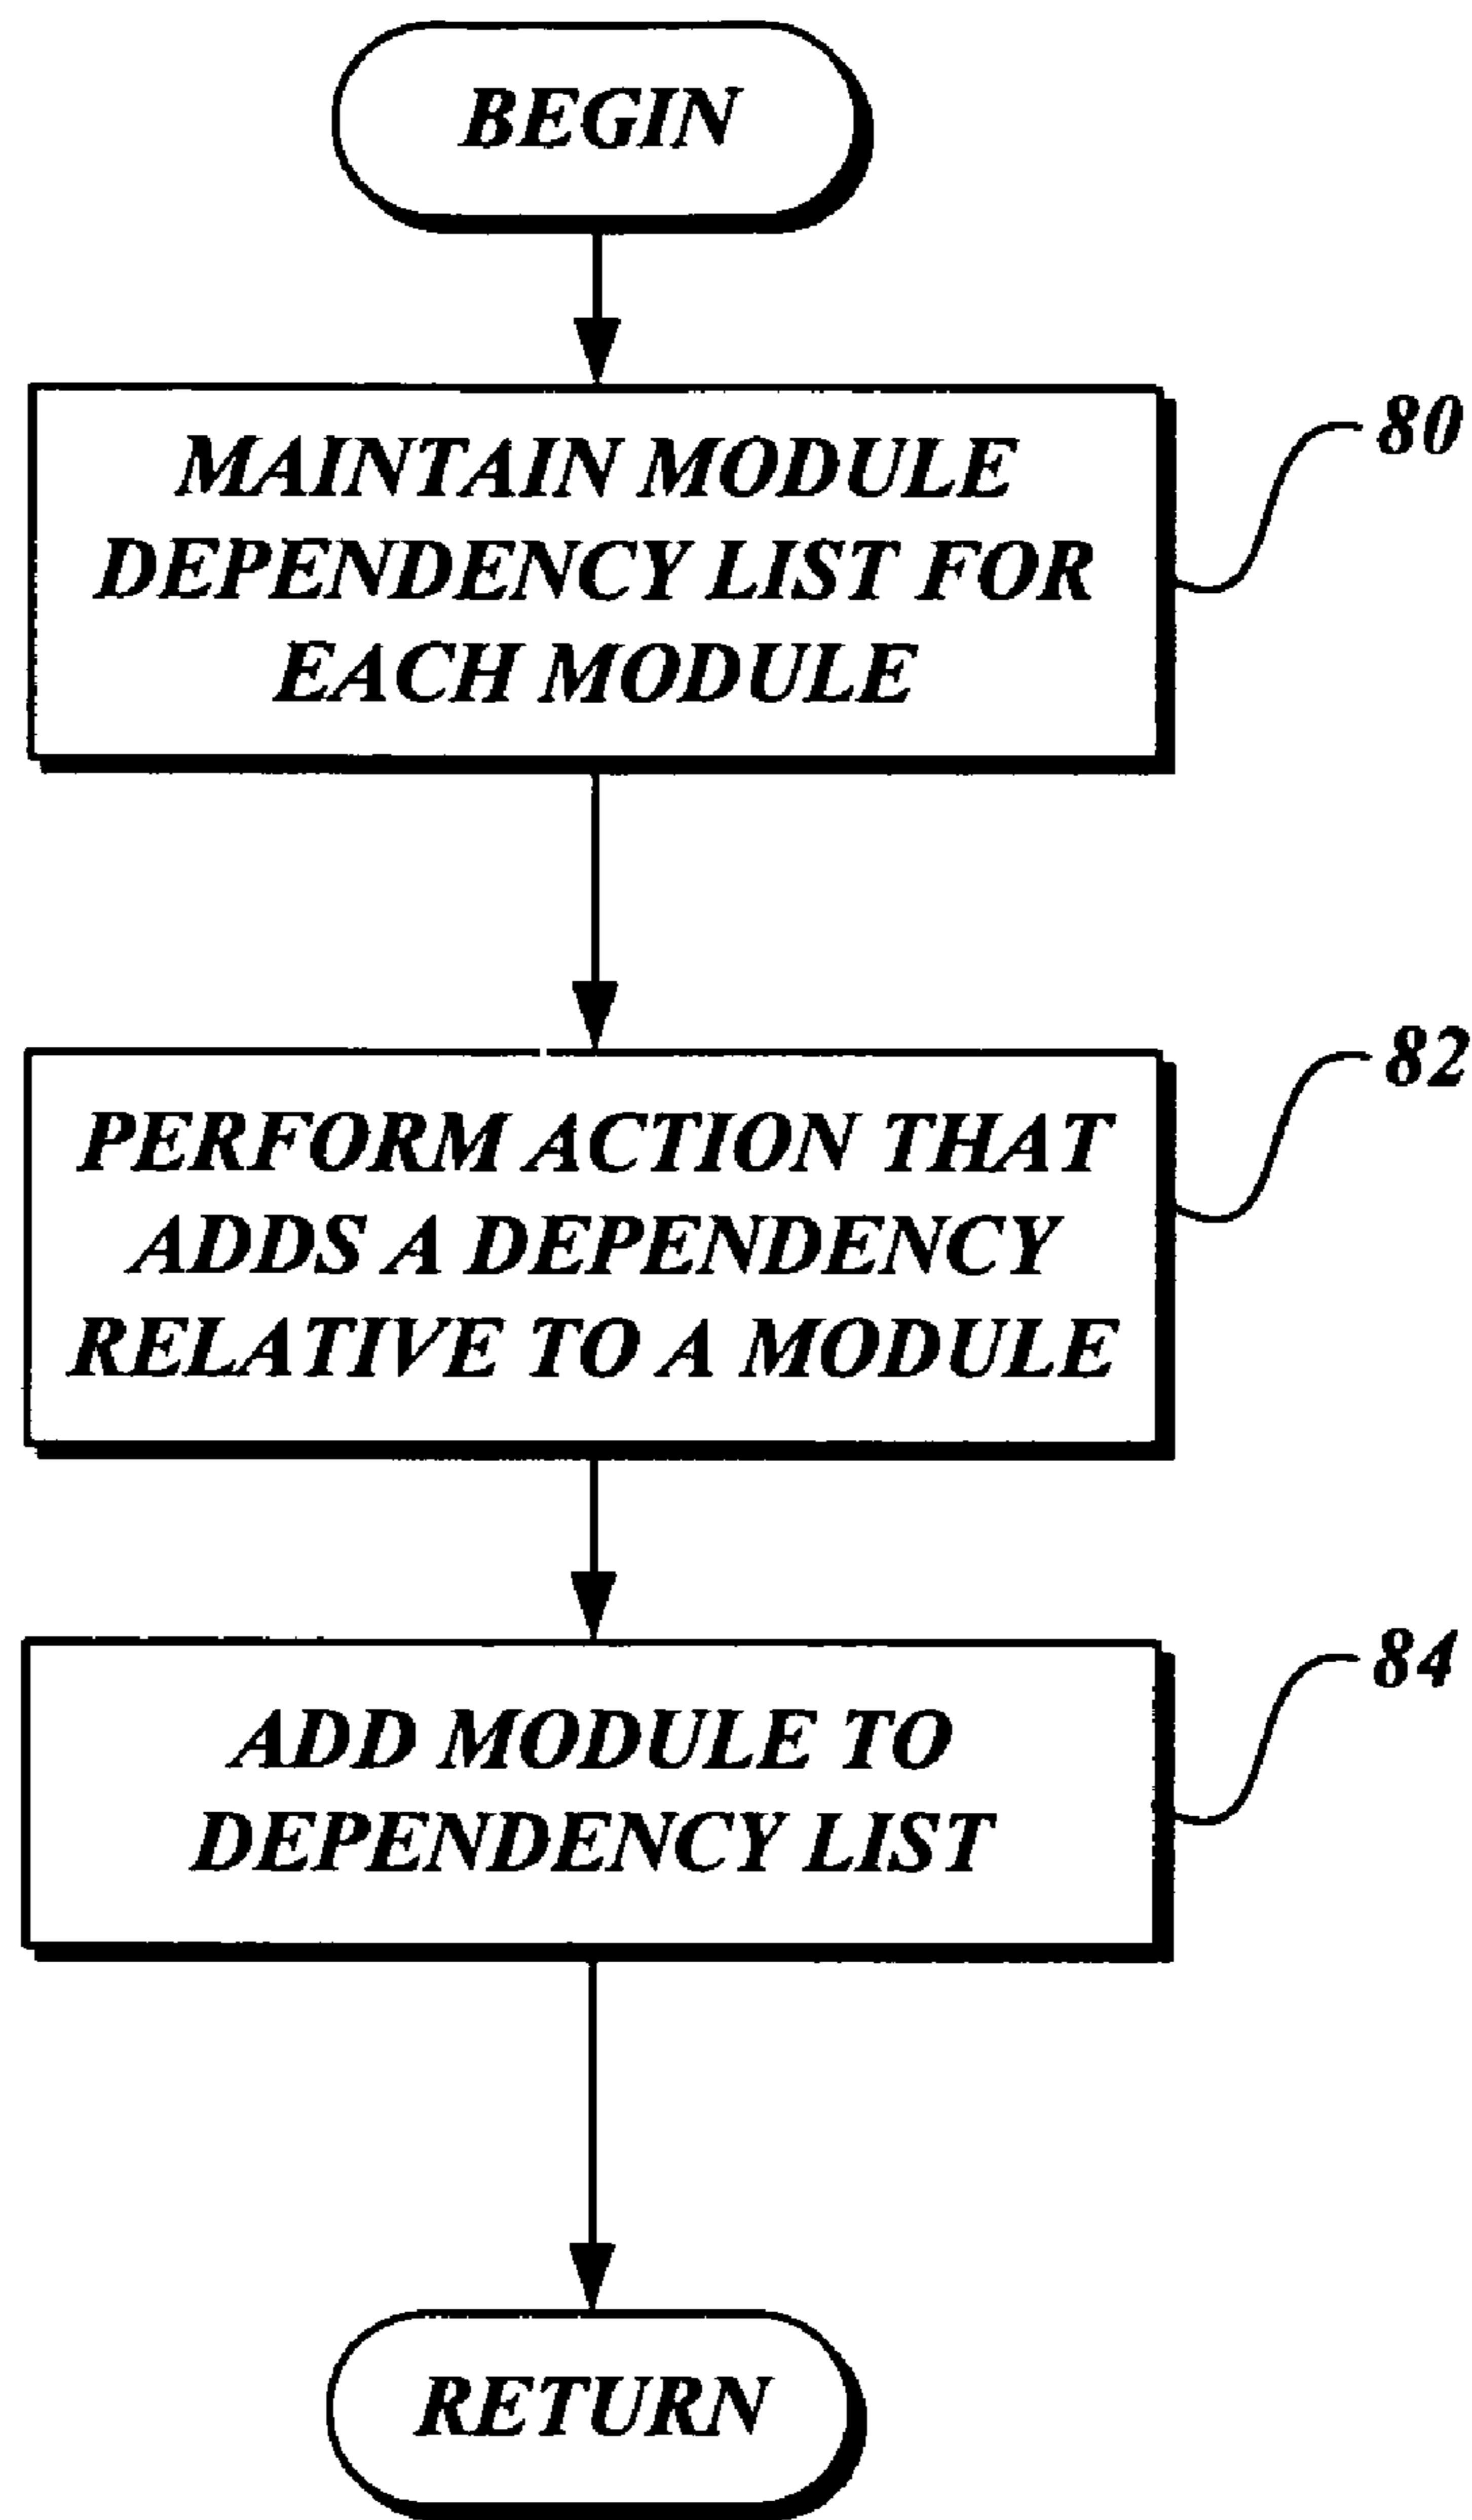 BEGIN
MAINTAIN MODULE
80
DEPENDENCY LIST FOR
EACH MODULE
PERFORM ACTION THAT
82
ADDS A DEPENDENCY
RELATIVE TO A MODULE
ADD MODULE TO
84
DEPENDENCY LIST
RETURN